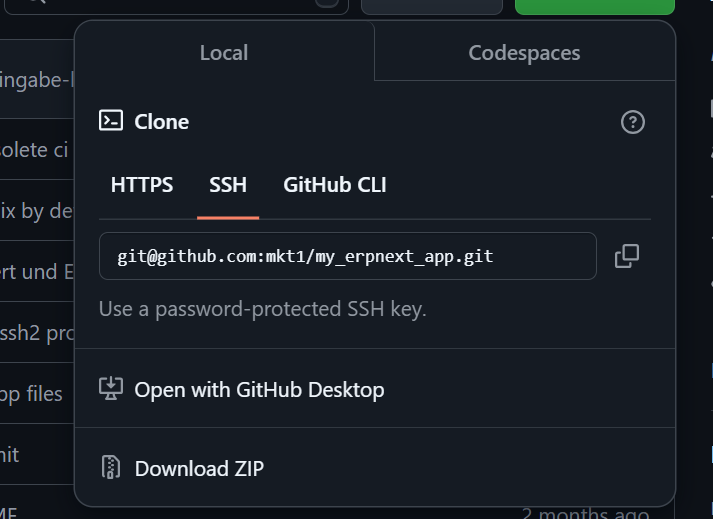 Local
Codespaces
ingabe-
Clone
olete ci
HTTPS
SSH
GitHub CLI
ix by de
git@github.com:mkt1/my_erpnext_app.git
ert und E
Use a password-protected SSH key.
ssh2 pro
Open with GitHub Desktop
pp files
nit
Download ZIP
ME
2 months ago